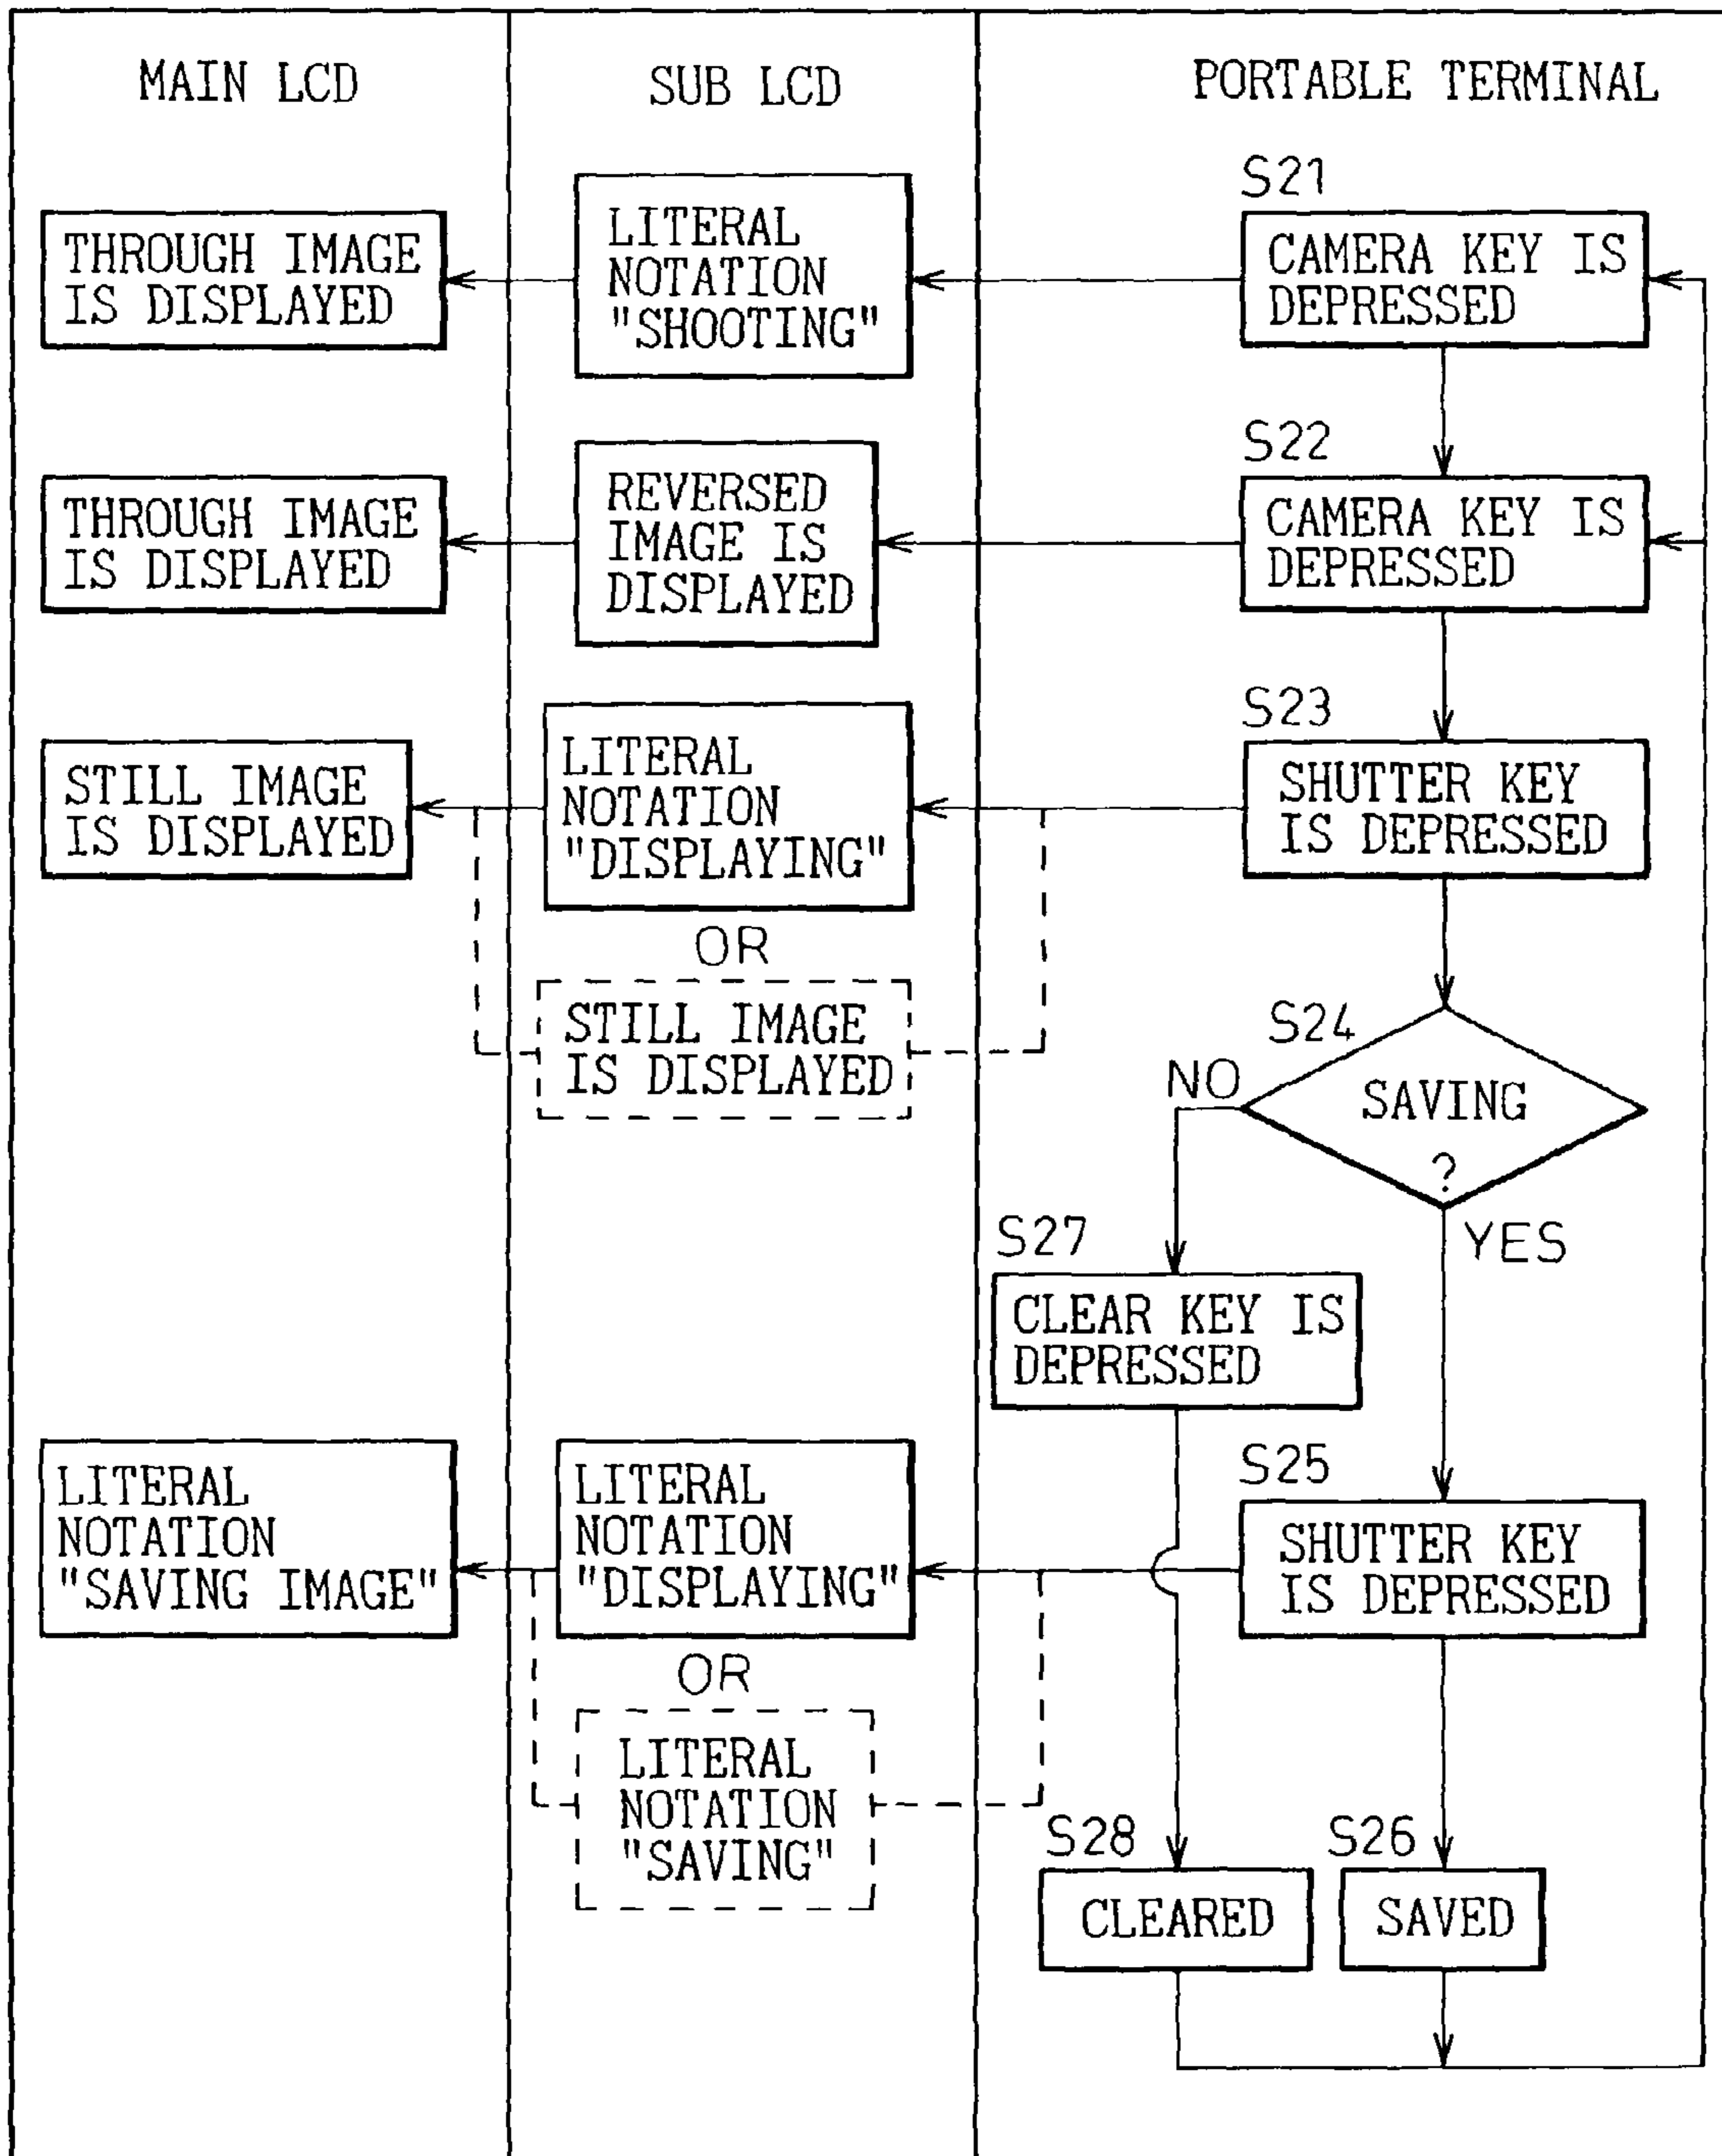 MAIN LCD
SUB LCD
PORTABLE TERMINAL
THROUGH IMAGE
IS DISPLAYED
LITERAL
NOTATION
"SHOOTING"
S21
CAMERA KEY IS
DEPRESSED
THROUGH IMAGE
IS DISPLAYED
REVERSED
IMAGE IS
DISPLAYED
S22
CAMERA KEY IS
DEPRESSED
STILL IMAGE
IS DISPLAYED
LITERAL
NOTATION
"DISPLAYING"
OR
STILL IMAGE
IS DISPLAYED
S23
SHUTTER KEY
IS DEPRESSED
S24
SAVING
?
NO
YES
S27
CLEAR KEY IS
DEPRESSED
LITERAL
NOTATION
"SAVING IMAGE"
LITERAL
NOTATION
"DISPLAYING"
OR
LITERAL
NOTATION
"SAVING"
S25
SHUTTER KEY
IS DEPRESSED
S28
CLEARED
S26
SAVED